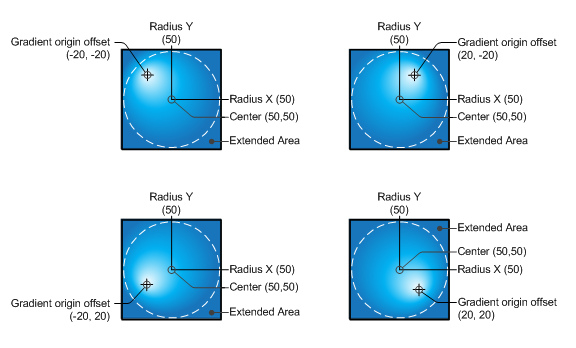 Radius Y
(50)
Gradient origin offset
(-20, -20)
Radius X (50)
Center (50,50)
Extended Area
Radius Y
(50)
Gradient origin offset
(20, -20)
Radius X (50)
Center (50,50)
Extended Area
Radius Y
(50)
Radius X (50)
Center (50,50)
Gradient origin offset
(-20, 20)
Extended Area
Radius Y
(50)
Extended Area
Center (50,50)
Radius X (50)
Gradient origin offset
(20, 20)